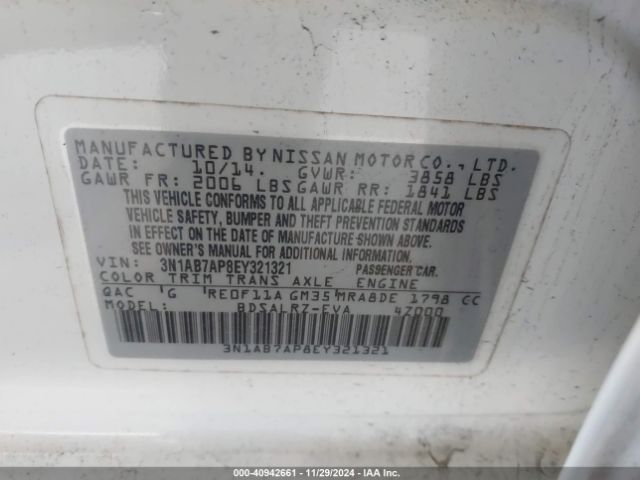 MANUFACTURED BY NISSAN MOTOR CO., LTD.
DATE: 10/14. GVWR: 3858 LBS
GAWR FR: 2006 LBS GAWR RR: 1841 LBS
THIS VEHICLE CONFORMS TO ALL APPLICABLE FEDERAL MOTOR
VEHICLE SAFETY, BUMPER AND THEFT PREVENTION STANDARDS
IN EFFECT ON THE DATE OF MANUFACTURE SHOWN ABOVE.
SEE OWNER'S MANUAL FOR ADDITIONAL INFORMATION.
VIN: 3N1AB7AP8EY321321 PASSENGER CAR.
COLOR TRIM TRANS AXLE ENGINE
QAC G RE0F11A GM35 MRA8DE 1798 CC
MODEL BDSALRZ-EVA 4Z000
3N1AB7AP8EY321321
000-40942661 - 11/29/2024 - IAA Inc.